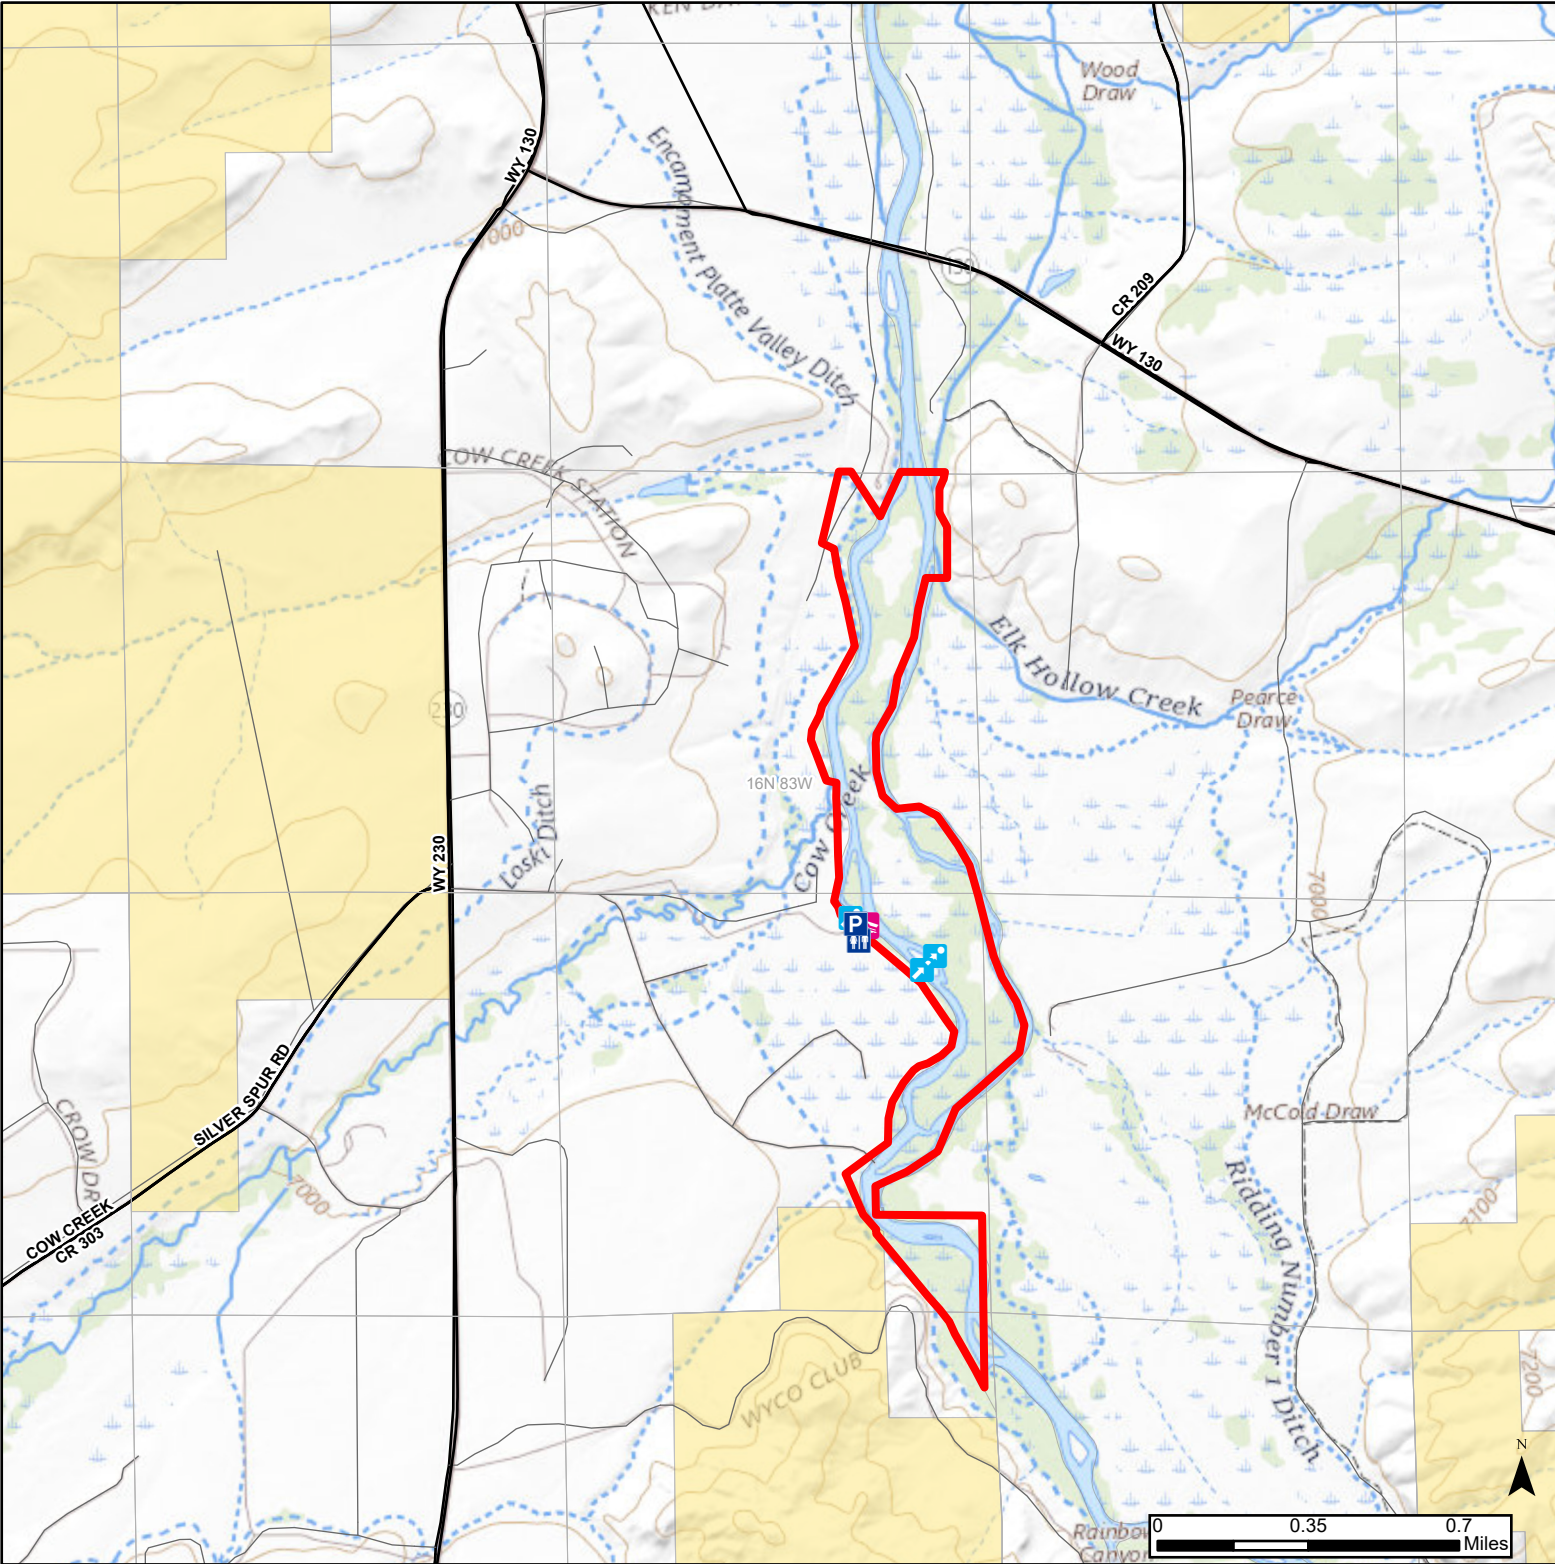 Wood
Draw
WY 130
7000
Encampment Platte Valley Ditch
130
CR 209
WY 130
COW CREEK STATION
Elk Hollow Creek
Pearce
Draw
230
16N 83W
Cow Creek
Loski Ditch
WY 230
7000
P
SILVER SPUR RD
CROW DR
McCold Draw
7000
COW CREEK
CR 303
Ridding Number 1 Ditch
7100
WYCO CLUB
7200
N
Rainbow
Canyon
0 0.35 0.7
Miles